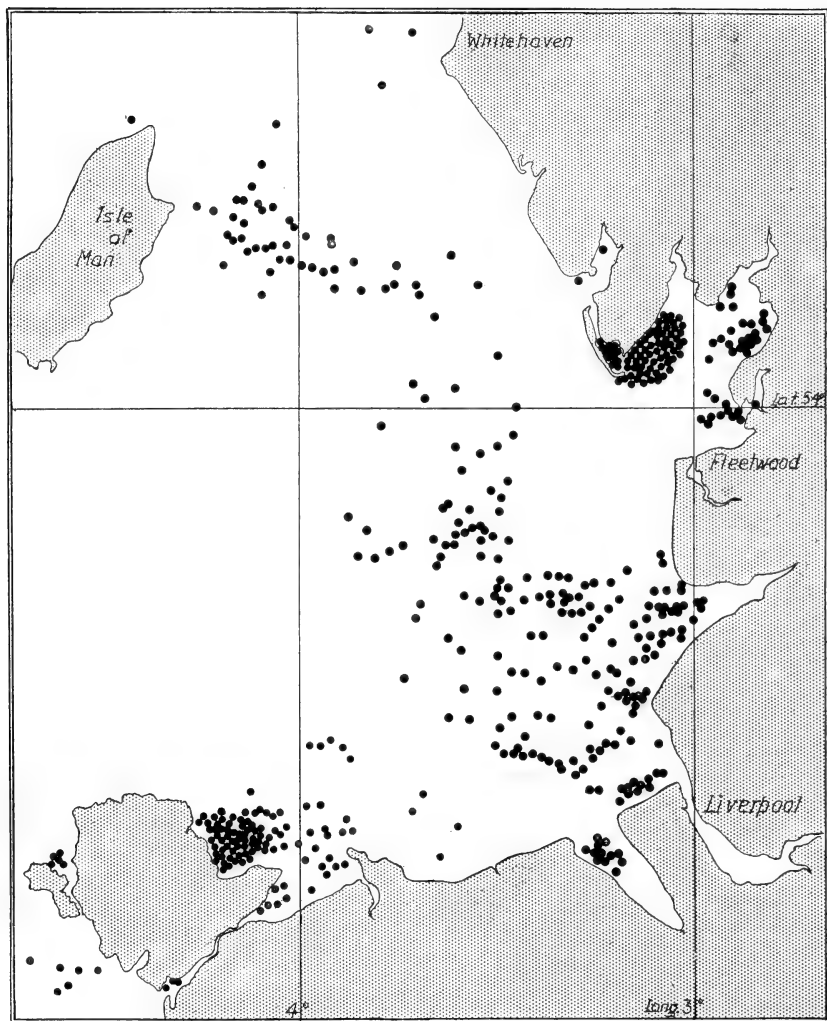 Whitehaven
Isle
of
Man
Lat. 54°
Fleetwood
Liverpool
4°
Long. 3°